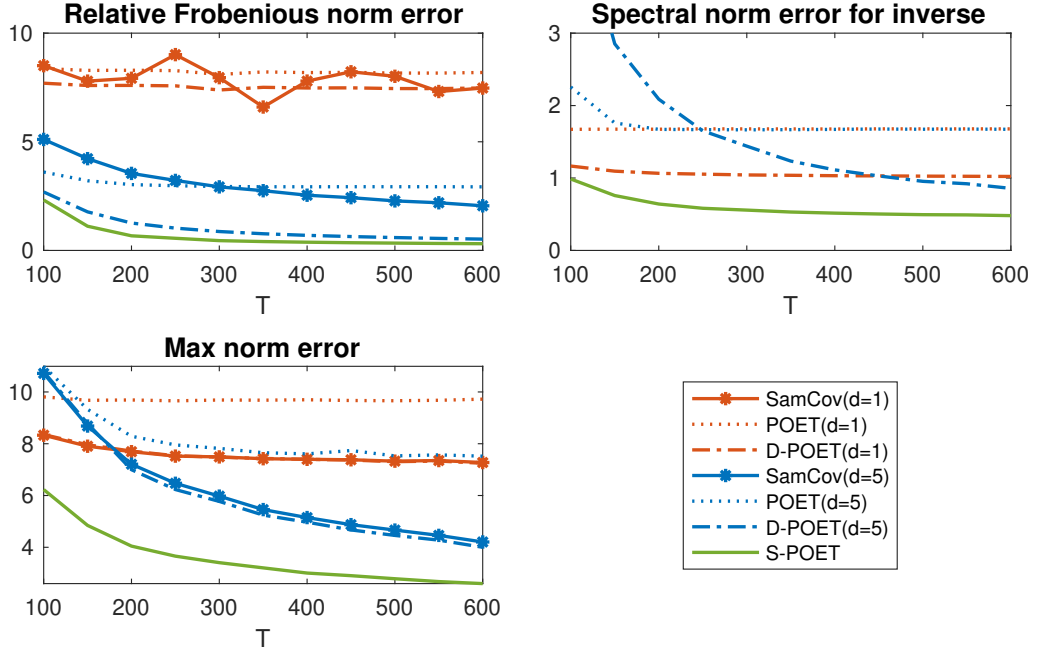 Relative Frobenious norm error
10
5
0
100 200 300 400 500 600
T
Spectral norm error for inverse
3
2
1
0
100 200 300 400 500 600
T
Max norm error
10
8
6
4
100 200 300 400 500 600
T
SamCov(d=1)
POET(d=1)
D-POET(d=1)
SamCov(d=5)
POET(d=5)
D-POET(d=5)
S-POET